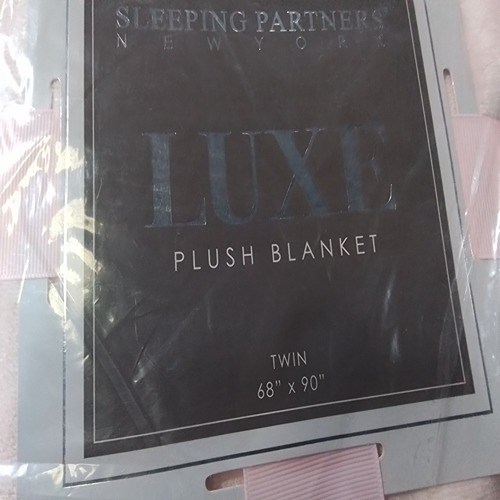 SLEEPING PARTNERS
NEW YORK
LUXE
PLUSH BLANKET
TWIN
68" x 90"